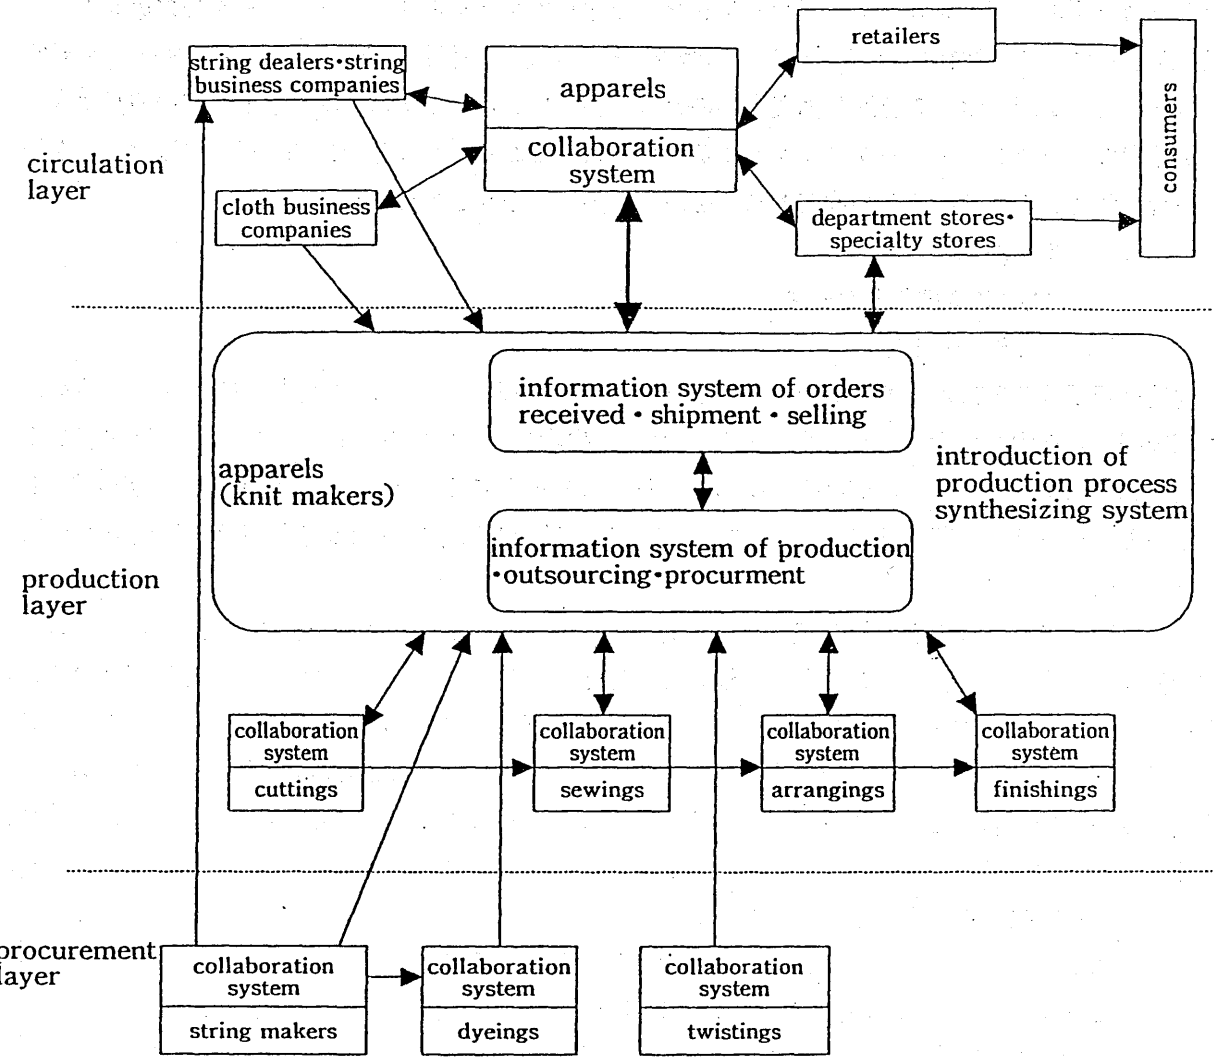 retailers
string dealers•string
business companies
apparels
collaboration
system
consumers
circulation
layer
cloth business
companies
department stores•
specialty stores
information system of orders
received • shipment • selling
apparels
(knit makers)
introduction of
production process
synthesizing system
information system of production
•outsourcing•procurment
production
layer
collaboration
system
cuttings
collaboration
system
sewings
collaboration
system
arrangings
collaboration
system
finishings
procurement
layer
collaboration
system
string makers
collaboration
system
dyeings
collaboration
system
twistings